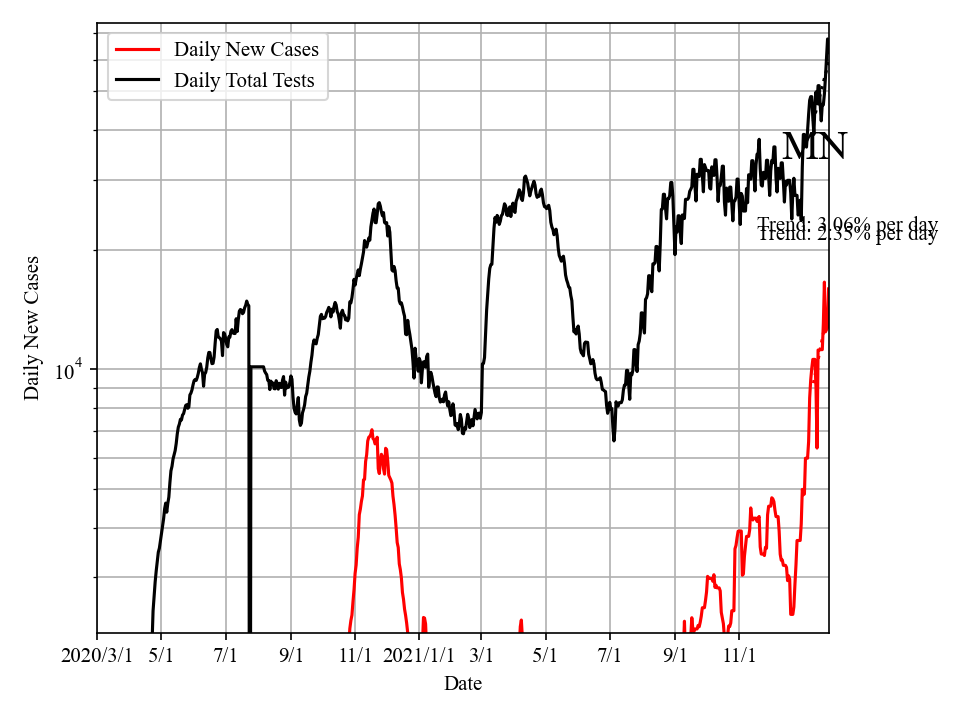 Daily New Cases
Daily Total Tests
MN
Trend: 3.06% per day
Trend: 2.35% per day
Daily New Cases
10^4
2020/3/1 5/1 7/1 9/1 11/1 2021/1/1 3/1 5/1 7/1 9/1 11/1
Date